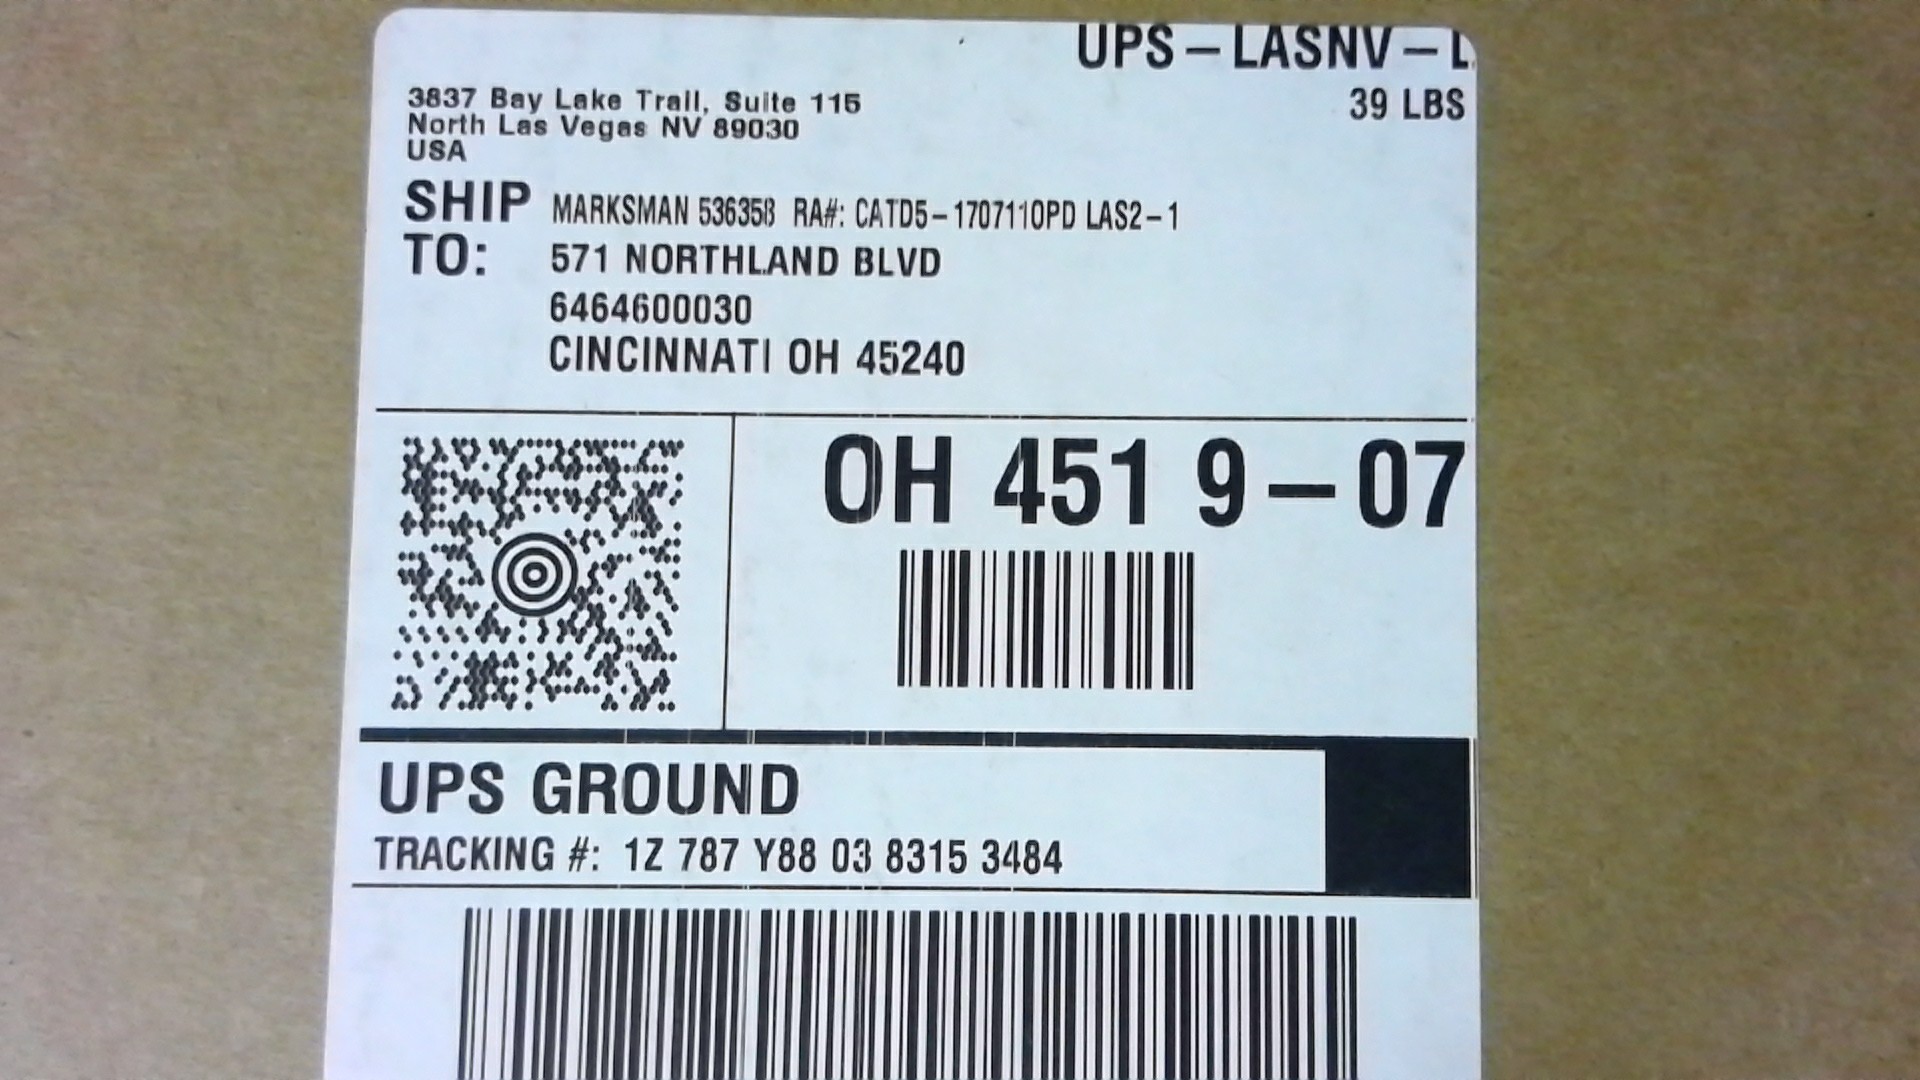 UPS – LASNV – L
39 LBS
3837 Bay Lake Trail, Suite 115
North Las Vegas NV 89030
USA
SHIP TO:
MARKSMAN 536358 RA#: CATD5-170711OPD LAS2-1
571 NORTHLAND BLVD
6464600030
CINCINNATI OH 45240
OH 451 9 – 07
UPS GROUND
TRACKING #: 1Z 787 Y88 03 8315 3484